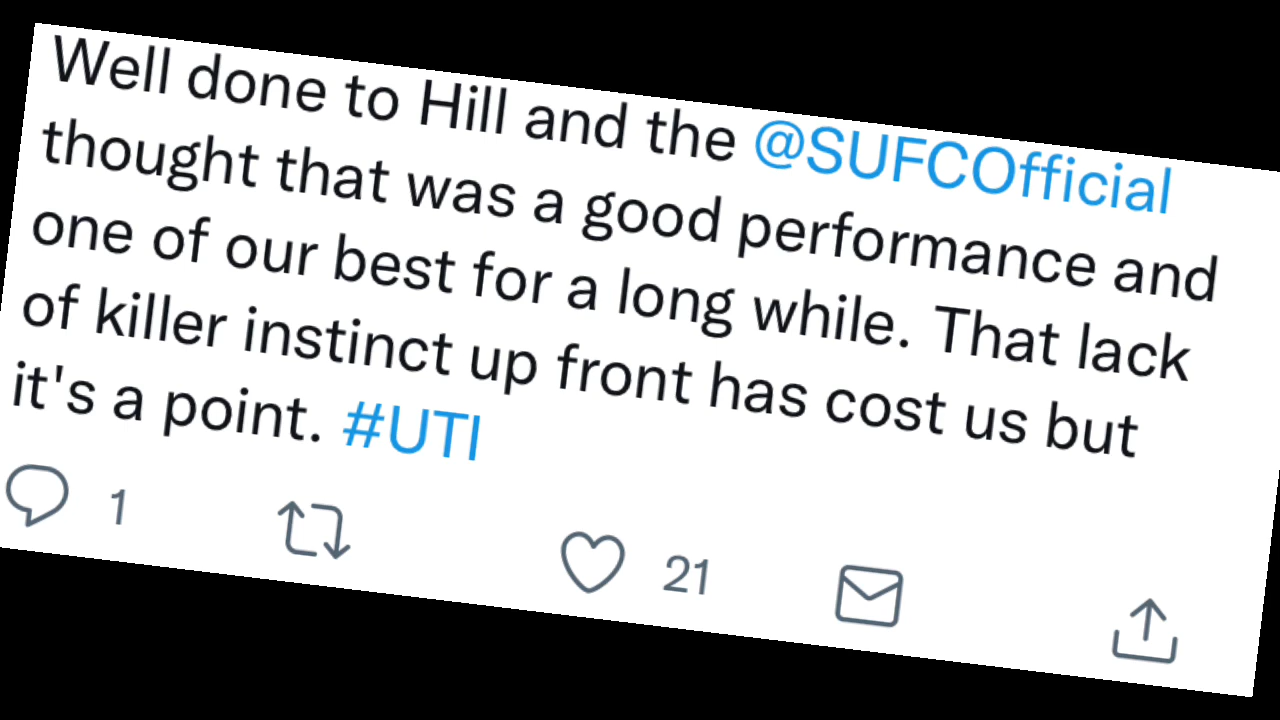 Well done to Hill and the @SUFCOfficial
thought that was a good performance and
one of our best for a long while. That lack
of killer instinct up front has cost us but
it's a point. #UTI
1 21